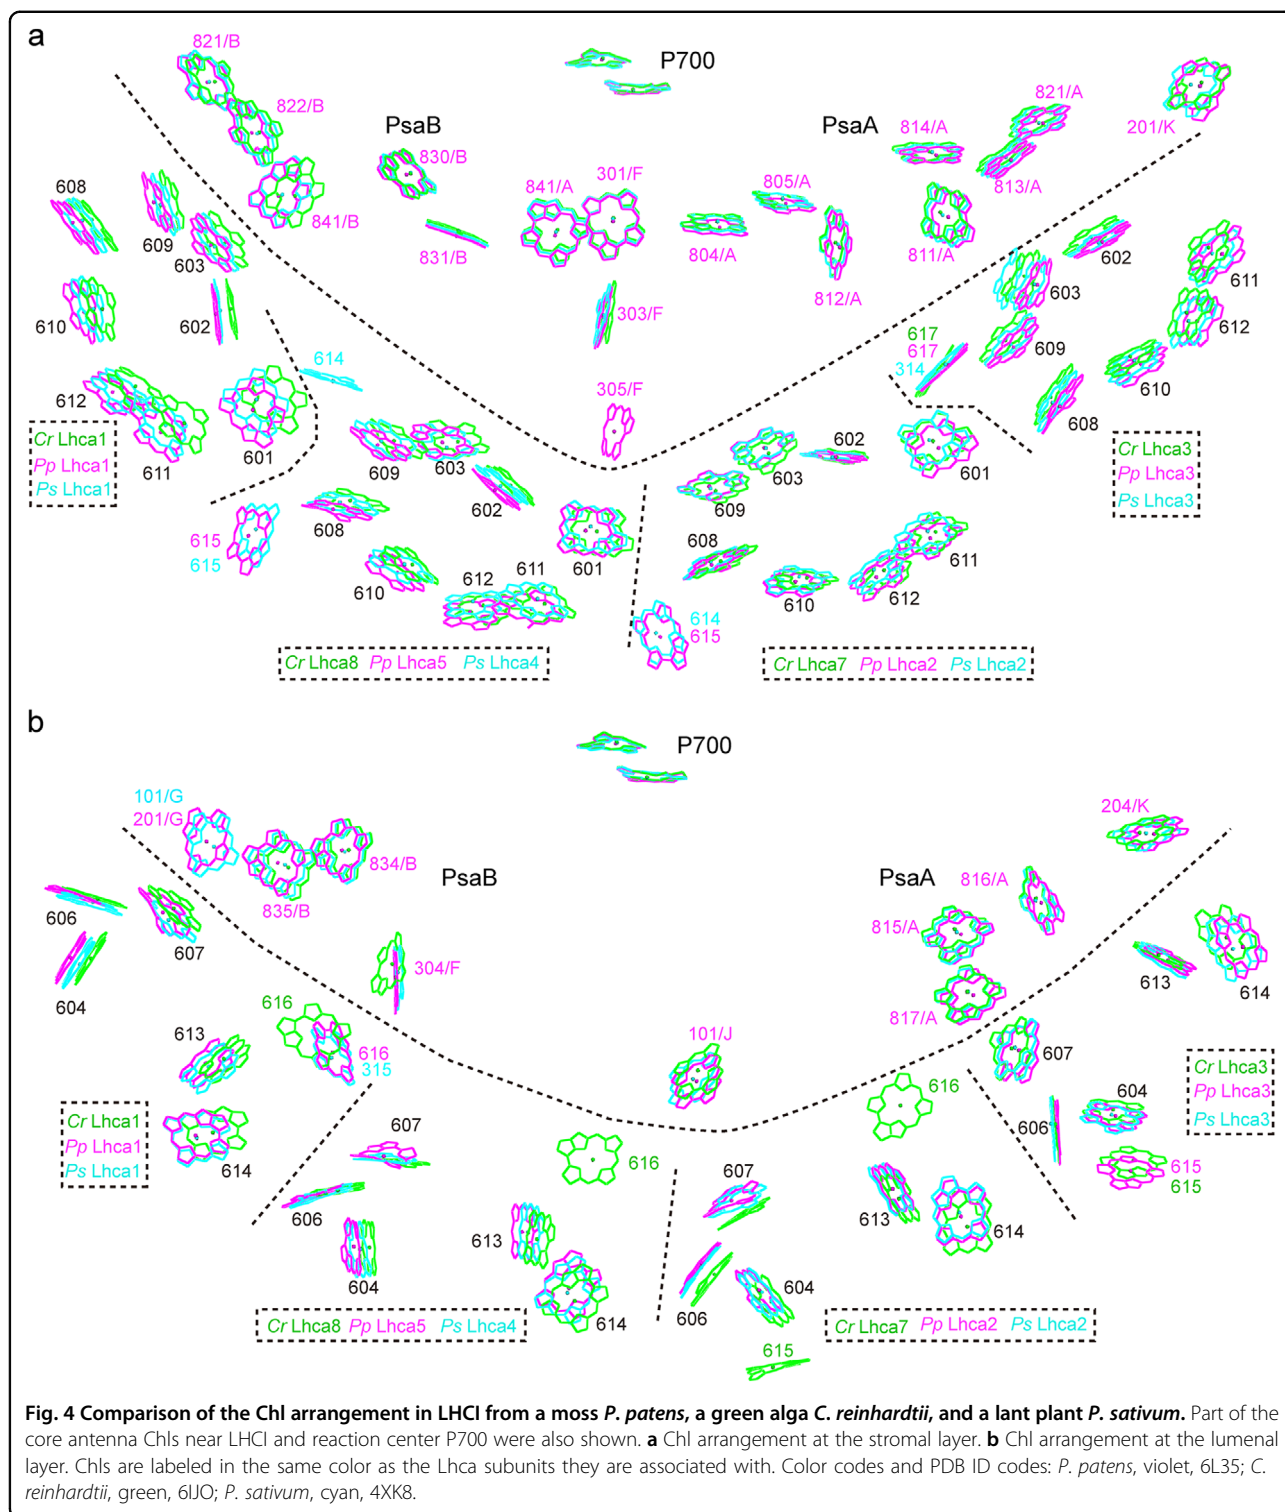 a
821/B
P700
822/B
PsaB
PsaA
821/A
814/A
201/K
830/B
301/F
813/A
608
841/A
805/A
609
841/B
603
831/B
804/A
811/A
812/A
602
611
603
610
602
303/F
612
617
617
314
609
614
610
612
305/F
608
601
611
609
603
602
603
601
Cr Lhca1
Pp Lhca1
Ps Lhca1
602
609
Cr Lhca3
Pp Lhca3
Ps Lhca3
615
615
608
608
611
610
612
611
601
610
612
614
615
Cr Lhca8 Pp Lhca5 Ps Lhca4
Cr Lhca7 Pp Lhca2 Ps Lhca2
b
P700
101/G
201/G
204/K
834/B
PsaB
PsaA
816/A
835/B
815/A
606
607
304/F
613
614
604
616
817/A
613
101/J
607
616
315
616
Cr Lhca3
Pp Lhca3
Ps Lhca3
604
606
Cr Lhca1
Pp Lhca1
Ps Lhca1
607
614
616
607
615
615
606
613
613
614
604
606
604
614
Cr Lhca8 Pp Lhca5 Ps Lhca4
Cr Lhca7 Pp Lhca2 Ps Lhca2
615
Fig. 4 Comparison of the Chl arrangement in LHCI from a moss P. patens, a green alga C. reinhardtii, and a lant plant P. sativum. Part of the
core antenna Chls near LHCI and reaction center P700 were also shown. a Chl arrangement at the stromal layer. b Chl arrangement at the lumenal
layer. Chls are labeled in the same color as the Lhca subunits they are associated with. Color codes and PDB ID codes: P. patens, violet, 6L35; C.
reinhardtii, green, 6IJO; P. sativum, cyan, 4XK8.